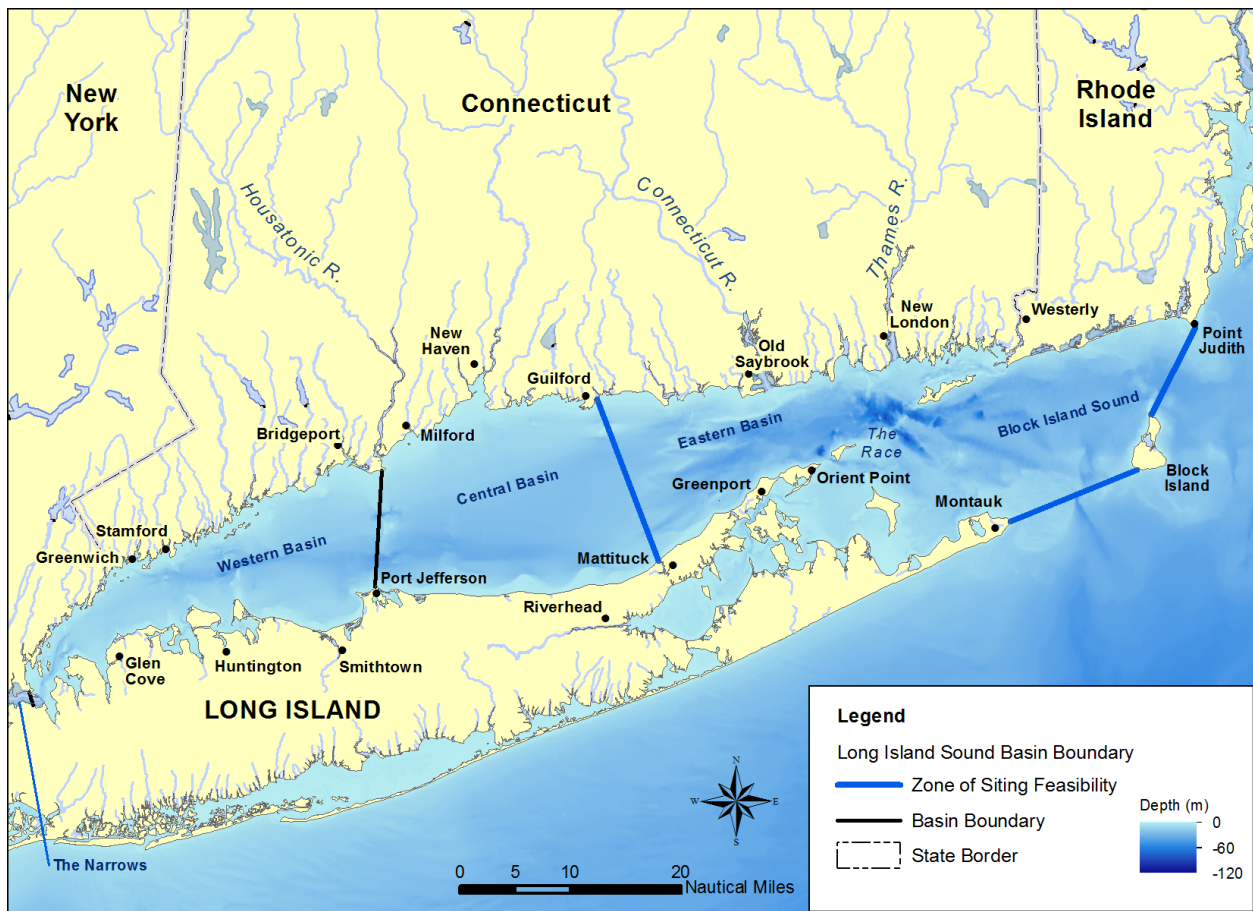 New
York
Connecticut
Rhode
Island
Housatonic R.
Connecticut R.
Thames R.
New
Haven
Guilford
Old
Saybrook
New
London
Westerly
Point
Judith
Bridgeport
Milford
Eastern Basin
The
Race
Block Island Sound
Central Basin
Greenport
Orient Point
Block
Island
Montauk
Stamford
Greenwich
Western Basin
Mattituck
Port Jefferson
Riverhead
Glen
Cove
Huntington
Smithtown
LONG ISLAND
The Narrows
N
W
E
S
0 5 10 20
Nautical Miles
Legend
Long Island Sound Basin Boundary
Zone of Siting Feasibility
Basin Boundary
State Border
Depth (m)
0
-60
-120